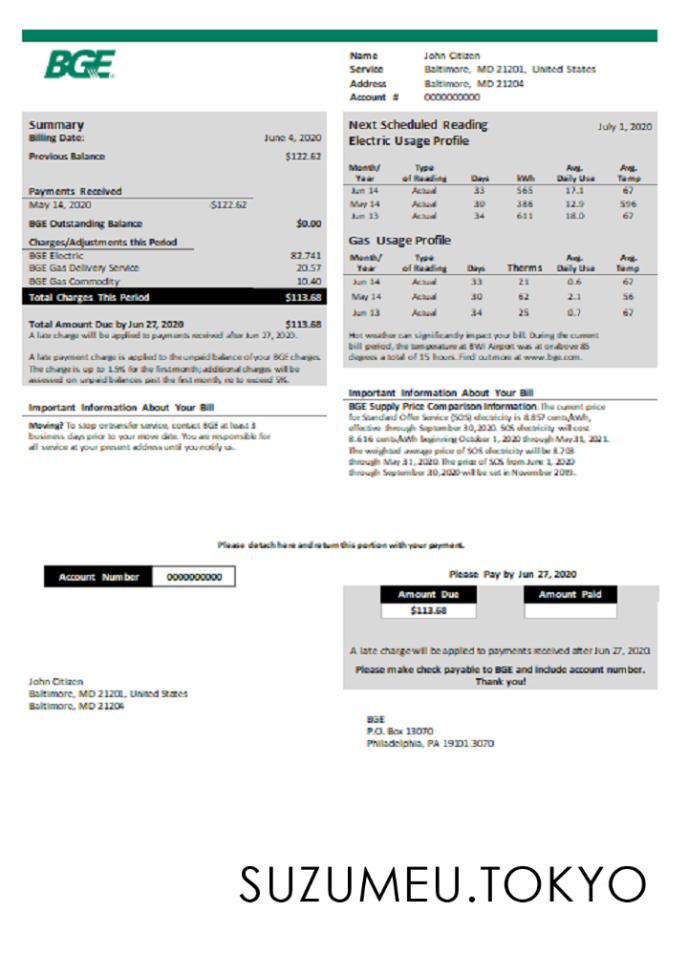 BGE
Name John Citizen
Service Baltimore, MD 21201, United States
Address Baltimore, MD 21204
Account # 0000000000
Summary
Billing Date: June 4, 2020
Previous Balance $122.62
Payments Received
May 14, 2020 -$122.62
BGE Outstanding Balance $0.00
Charges/Adjustments this Period
BGE Electric 82.741
BGE Gas Delivery Service 20.57
BGE Gas Commodity 10.40
Total Charges This Period $113.68
Total Amount Due by Jun 27, 2020 $113.68
A late charge will be applied to payments received after Jun 27, 2020.
A late payment charge is applied to the unpaid balance of your BGE charges.
The charge is up to 1.5% for the first month; additional charges will be
assessed on unpaid balances past the first month, no to exceed 5%.
Important Information About Your Bill
Moving? To stop or transfer service, contact BGE at least 3
business days prior to your move date. You are responsible for
all service at your present address until you notify us.
Next Scheduled Reading July 1, 2020
Electric Usage Profile
Month/ Type Avg. Avg.
Year of Reading Days kWh Daily Use Temp
Jun 14 Actual 33 565 17.1 67
May 14 Actual 30 386 12.9 596
Jun 13 Actual 34 611 18.0 67
Gas Usage Profile
Month/ Type Avg. Avg.
Year of Reading Days Therms Daily Use Temp
Jun 14 Actual 33 21 0.6 67
May 14 Actual 30 62 2.1 56
Jun 13 Actual 34 25 0.7 67
Hot weather can significantly impact your bill. During the current
bill period, the temperature at BWI Airport was at or above 85
degrees a total of 15 hours. Find out more at www.bge.com.
Important Information About Your Bill
BGE Supply Price Comparison Information: The current price
for Standard Offer Service (SOS) electricity is 8.857 cents/kWh,
effective through September 30, 2020. SOS electricity will cost
8.616 cents/kWh beginning October 1, 2020 through May 31, 2021.
The weighted average price of SOS electricity will be 8.703
through May 31, 2020. The price of SOS from June 1, 2020
through September 30, 2020 will be set in November 2019.
Please detach here and return this portion with your payment.
Account Number 0000000000
Please Pay by Jun 27, 2020
Amount Due Amount Paid
$113.68
A late charge will be applied to payments received after Jun 27, 2020.
Please make check payable to BGE and include account number.
Thank you!
John Citizen
Baltimore, MD 21201, United States
Baltimore, MD 21204
BGE
P.O. Box 13070
Philadelphia, PA 19101-3070
SUZUMEU.TOKYO